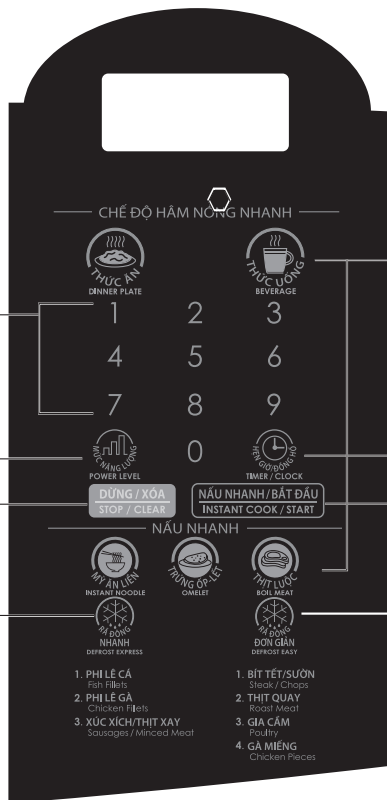 CHẾ ĐỘ HÂM NÓNG NHANH
THỨC ĂN
DINNER PLATE
THỨC UỐNG
BEVERAGE
1 2 3
4 5 6
7 8 9
MỨC NĂNG LƯỢNG
POWER LEVEL
0
HẸN GIỜ/ĐỒNG HỒ
TIMER / CLOCK
DỪNG / XÓA
STOP / CLEAR
NẤU NHANH / BẮT ĐẦU
INSTANT COOK / START
NẤU NHANH
MỲ ĂN LIỀN
INSTANT NOODLE
TRỨNG ỐP-LẾT
OMELET
THỊT LUỘC
BOIL MEAT
RÃ ĐÔNG
NHANH
DEFROST EXPRESS
RÃ ĐÔNG
ĐƠN GIẢN
DEFROST EASY
1. PHI LÊ CÁ
Fish Fillets
2. PHI LÊ GÀ
Chicken Fillets
3. XÚC XÍCH/THỊT XAY
Sausages / Minced Meat
1. BÍT TẾT/SƯỜN
Steak / Chops
2. THỊT QUAY
Roast Meat
3. GIA CẦM
Poultry
4. GÀ MIẾNG
Chicken Pieces